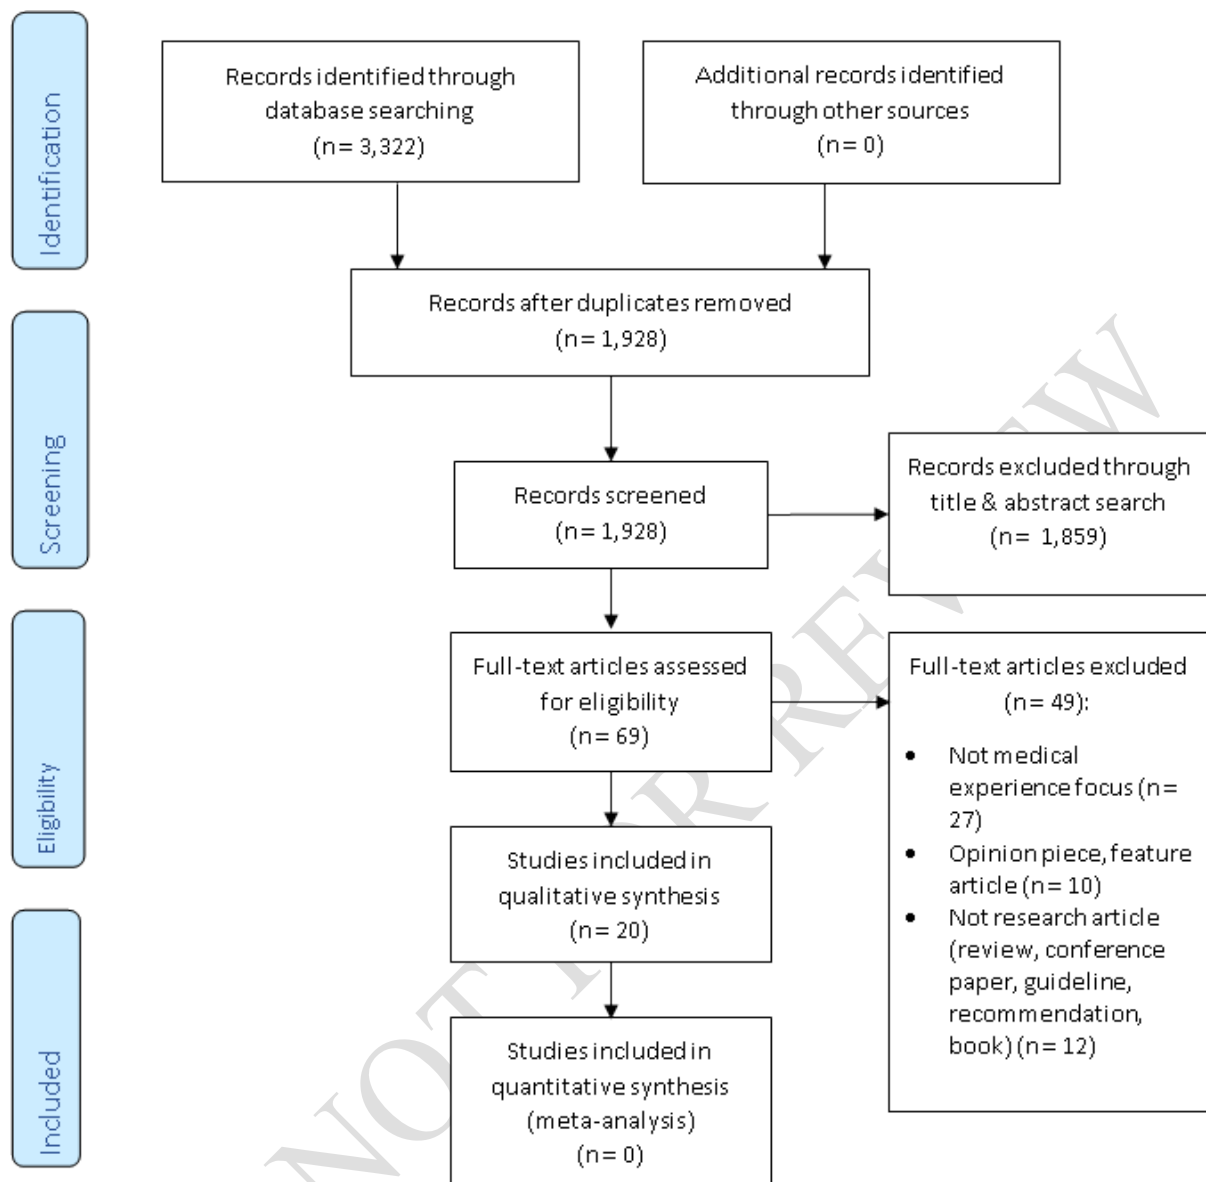 Identification
Records identified through
database searching
(n= 3,322)
Additional records identified
through other sources
(n= 0)
Records after duplicates removed
(n= 1,928)
Screening
Records screened
(n= 1,928)
Records excluded through
title & abstract search
(n= 1,859)
Eligibility
Full-text articles assessed
for eligibility
(n= 69)
Full-text articles excluded
(n= 49):
• Not medical
experience focus (n=
27)
• Opinion piece, feature
article (n= 10)
• Not research article
(review, conference
paper, guideline,
recommendation,
book) (n= 12)
Studies included in
qualitative synthesis
(n= 20)
Included
Studies included in
quantitative synthesis
(meta-analysis)
(n= 0)
NOT FOR REVIEW